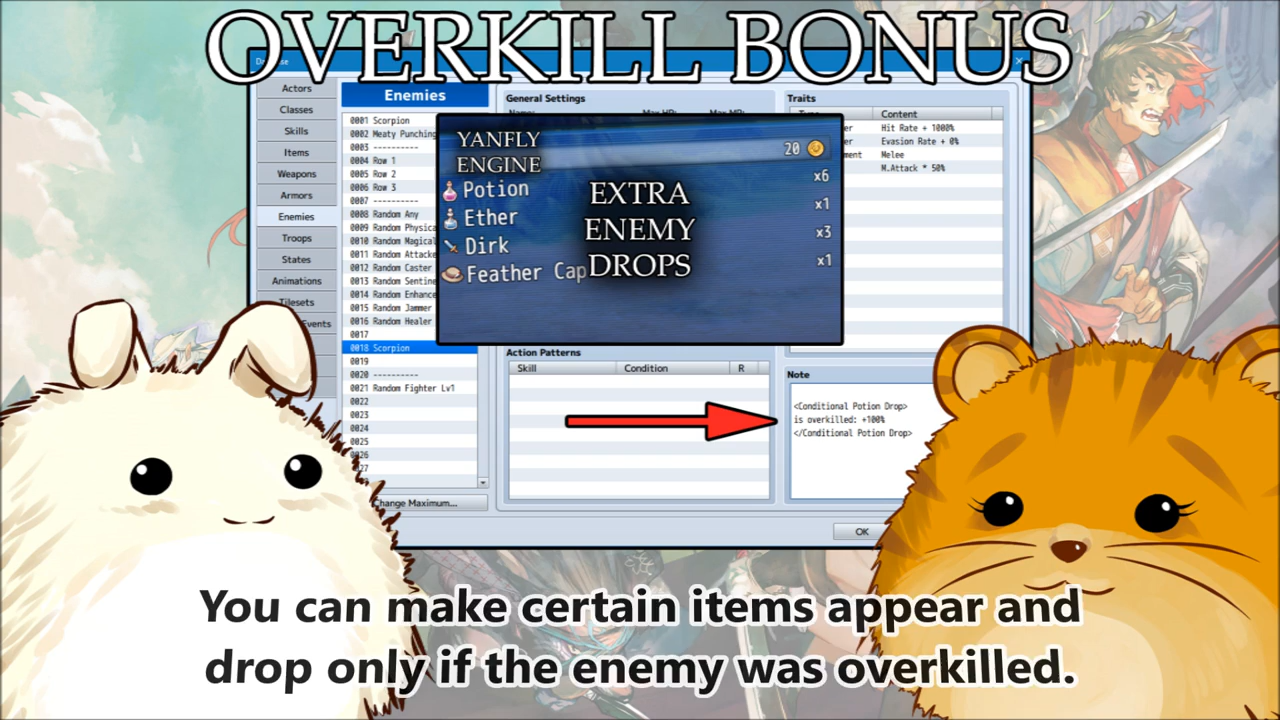 OVERKILL BONUS
Actors
Classes
Skills
Items
Weapons
Armors
Enemies
Troops
States
Animations
Tilesets
Events
Enemies
0001 Scorpion
0002 Meaty Punching
0003 ----------
0004 Row 1
0005 Row 2
0006 Row 3
0007 ----------
0008 Random Any
0009 Random Physica
0010 Random Magical
0011 Random Attacke
0012 Random Caster
0013 Random Sentine
0014 Random Enhance
0015 Random Jammer
0016 Random Healer
0017
0018 Scorpion
0019
0020 ----------
0021 Random Fighter Lv1
0022
0023
0024
0025
Change Maximum...
General Settings
YANFLY
ENGINE
20
Potion x6
Ether x1
Dirk x3
Feather Cap x1
EXTRA
ENEMY
DROPS
Traits
Content
Hit Rate + 1000%
Evasion Rate + 0%
Melee
M.Attack * 50%
Action Patterns
Skill Condition R
Note
<Conditional Potion Drop>
is overkilled: +100%
</Conditional Potion Drop>
OK
You can make certain items appear and
drop only if the enemy was overkilled.